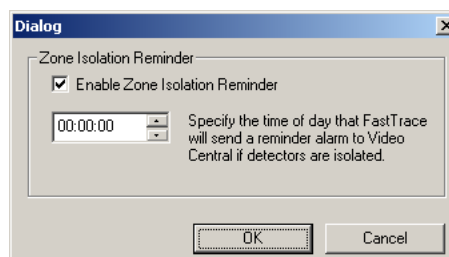 Dialog
Zone Isolation Reminder
Enable Zone Isolation Reminder
00:00:00
Specify the time of day that FastTrace
will send a reminder alarm to Video
Central if detectors are isolated.
OK
Cancel